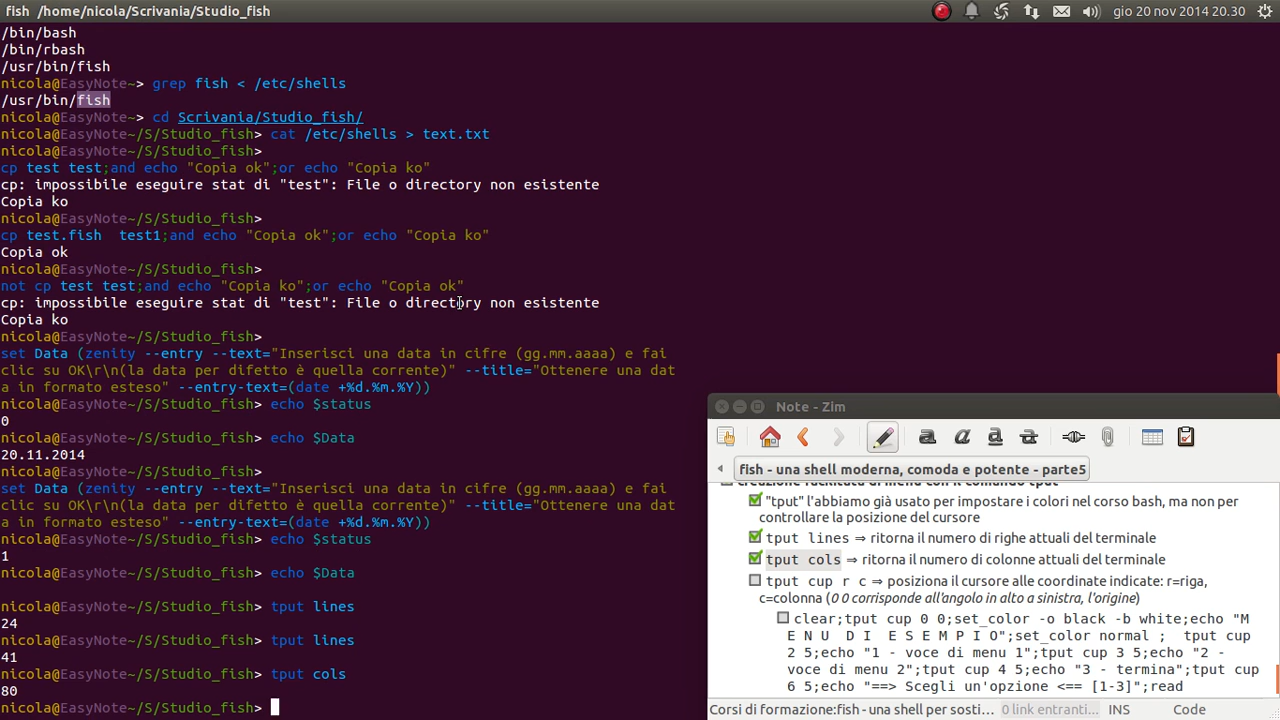 fish /home/nicola/Scrivania/Studio_fish
gio 20 nov 2014 20.30
/bin/bash
/bin/rbash
/usr/bin/fish
nicola@EasyNote~> grep fish < /etc/shells
/usr/bin/fish
nicola@EasyNote~> cd Scrivania/Studio_fish/
nicola@EasyNote~/S/Studio_fish> cat /etc/shells > text.txt
nicola@EasyNote~/S/Studio_fish>
cp test test;and echo "Copia ok";or echo "Copia ko"
cp: impossibile eseguire stat di "test": File o directory non esistente
Copia ko
nicola@EasyNote~/S/Studio_fish>
cp test.fish  test1;and echo "Copia ok";or echo "Copia ko"
Copia ok
nicola@EasyNote~/S/Studio_fish>
not cp test test;and echo "Copia ko";or echo "Copia ok"
cp: impossibile eseguire stat di "test": File o directory non esistente
Copia ko
nicola@EasyNote~/S/Studio_fish>
set Data (zenity --entry --text="Inserisci una data in cifre (gg.mm.aaaa) e fai
clic su OK\r\n(la data per difetto è quella corrente)" --title="Ottenere una dat
a in formato esteso" --entry-text=(date +%d.%m.%Y))
nicola@EasyNote~/S/Studio_fish> echo $status
0
nicola@EasyNote~/S/Studio_fish> echo $Data
20.11.2014
nicola@EasyNote~/S/Studio_fish>
set Data (zenity --entry --text="Inserisci una data in cifre (gg.mm.aaaa) e fai
clic su OK\r\n(la data per difetto è quella corrente)" --title="Ottenere una dat
a in formato esteso" --entry-text=(date +%d.%m.%Y))
nicola@EasyNote~/S/Studio_fish> echo $status
1
nicola@EasyNote~/S/Studio_fish> echo $Data
nicola@EasyNote~/S/Studio_fish> tput lines
24
nicola@EasyNote~/S/Studio_fish> tput lines
41
nicola@EasyNote~/S/Studio_fish> tput cols
80
nicola@EasyNote~/S/Studio_fish>
Note - Zim
fish - una shell moderna, comoda e potente - parte5
"tput" l'abbiamo già usato per impostare i colori nel corso bash, ma non per
controllare la posizione del cursore
tput lines ⇒ ritorna il numero di righe attuali del terminale
tput cols ⇒ ritorna il numero di colonne attuali del terminale
tput cup r c ⇒ posiziona il cursore alle coordinate indicate: r=riga,
c=colonna (0 0 corrisponde all'angolo in alto a sinistra, l'origine)
clear;tput cup 0 0;set_color -o black -b white;echo "M
E N U  D I  E S E M P I O";set_color normal ;  tput cup
2 5;echo "1 - voce di menu 1";tput cup 3 5;echo "2 -
voce di menu 2";tput cup 4 5;echo "3 - termina";tput cup
6 5;echo "==> Scegli un'opzione <== [1-3]";read
Corsi di formazione:fish - una shell per sosti... 0 link entranti... INS Code